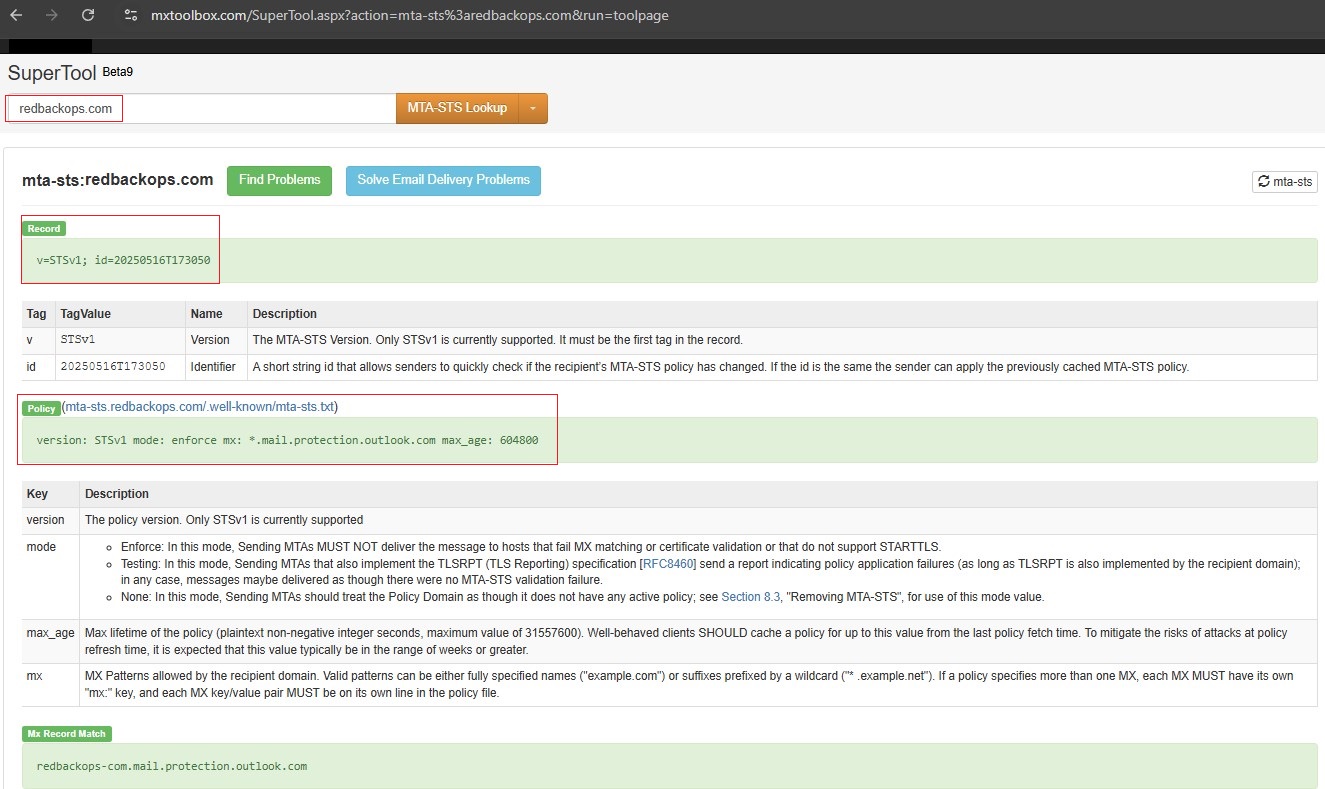 mxtoolbox.com/SuperTool.aspx?action=mta-sts%3aredbackops.com&run=toolpage
SuperTool Beta9
redbackops.com
MTA-STS Lookup
mta-sts:redbackops.com
Find Problems
Solve Email Delivery Problems
mta-sts
Record
v=STSv1; id=20250516T173050
Tag TagValue Name Description
v STSv1 Version The MTA-STS Version. Only STSv1 is currently supported. It must be the first tag in the record.
id 20250516T173050 Identifier A short string id that allows senders to quickly check if the recipient's MTA-STS policy has changed. If the id is the same the sender can apply the previously cached MTA-STS policy.
Policy (mta-sts.redbackops.com/.well-known/mta-sts.txt)
version: STSv1 mode: enforce mx: *.mail.protection.outlook.com max_age: 604800
Key Description
version The policy version. Only STSv1 is currently supported
mode
Enforce: In this mode, Sending MTAs MUST NOT deliver the message to hosts that fail MX matching or certificate validation or that do not support STARTTLS.
Testing: In this mode, Sending MTAs that also implement the TLSRPT (TLS Reporting) specification [RFC8460] send a report indicating policy application failures (as long as TLSRPT is also implemented by the recipient domain);
in any case, messages maybe delivered as though there were no MTA-STS validation failure.
None: In this mode, Sending MTAs should treat the Policy Domain as though it does not have any active policy; see Section 8.3, "Removing MTA-STS", for use of this mode value.
max_age Max lifetime of the policy (plaintext non-negative integer seconds, maximum value of 31557600). Well-behaved clients SHOULD cache a policy for up to this value from the last policy fetch time. To mitigate the risks of attacks at policy
refresh time, it is expected that this value typically be in the range of weeks or greater.
mx MX Patterns allowed by the recipient domain. Valid patterns can be either fully specified names ("example.com") or suffixes prefixed by a wildcard ("* .example.net"). If a policy specifies more than one MX, each MX MUST have its own
"mx:" key, and each MX key/value pair MUST be on its own line in the policy file.
Mx Record Match
redbackops-com.mail.protection.outlook.com